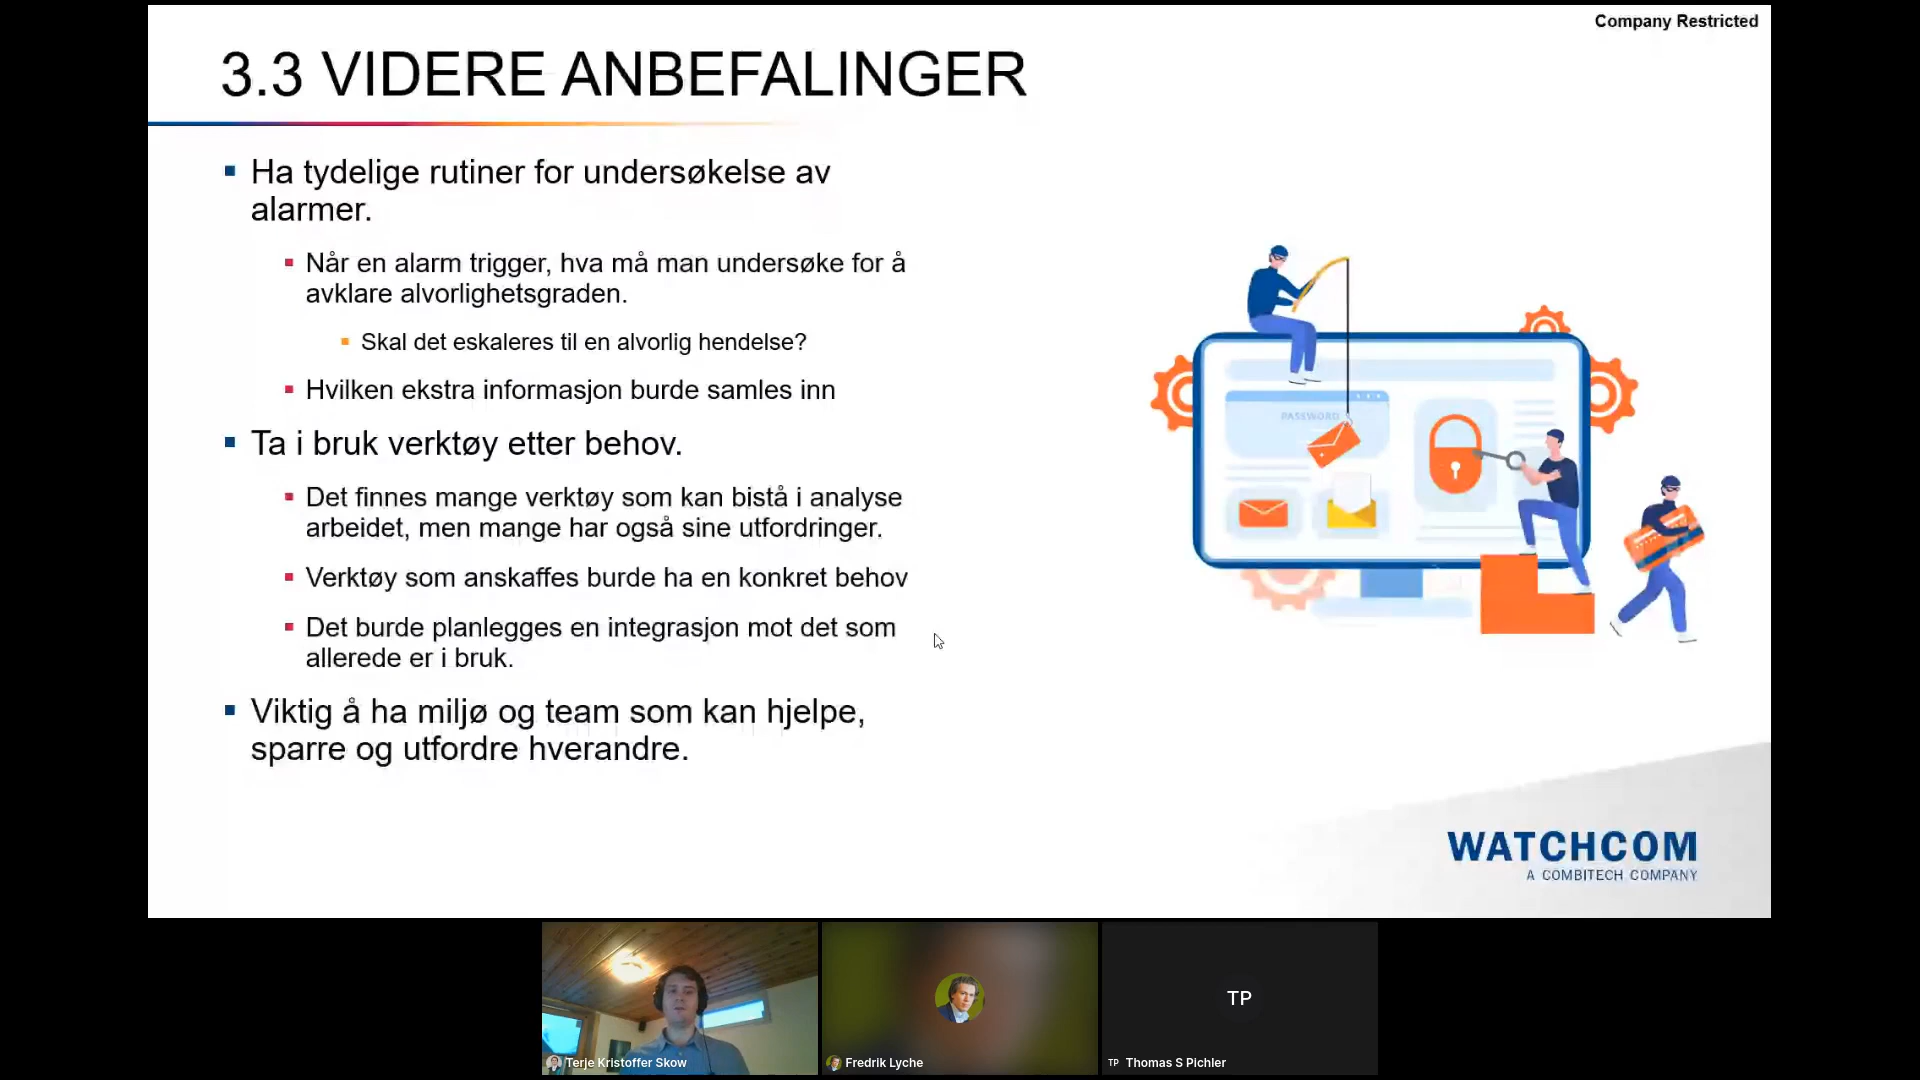 Company Restricted
3.3 VIDERE ANBEFALINGER
Ha tydelige rutiner for undersøkelse av
alarmer.
Når en alarm trigger, hva må man undersøke for å
avklare alvorlighetsgraden.
Skal det eskaleres til en alvorlig hendelse?
Hvilken ekstra informasjon burde samles inn
Ta i bruk verktøy etter behov.
Det finnes mange verktøy som kan bistå i analyse
arbeidet, men mange har også sine utfordringer.
Verktøy som anskaffes burde ha en konkret behov
Det burde planlegges en integrasjon mot det som
allerede er i bruk.
Viktig å ha miljø og team som kan hjelpe,
sparre og utfordre hverandre.
PASSWORD
WATCHCOM
A COMBITECH COMPANY
TP
Terje Kristoffer Skow
Fredrik Lyche
TP Thomas S Pichler